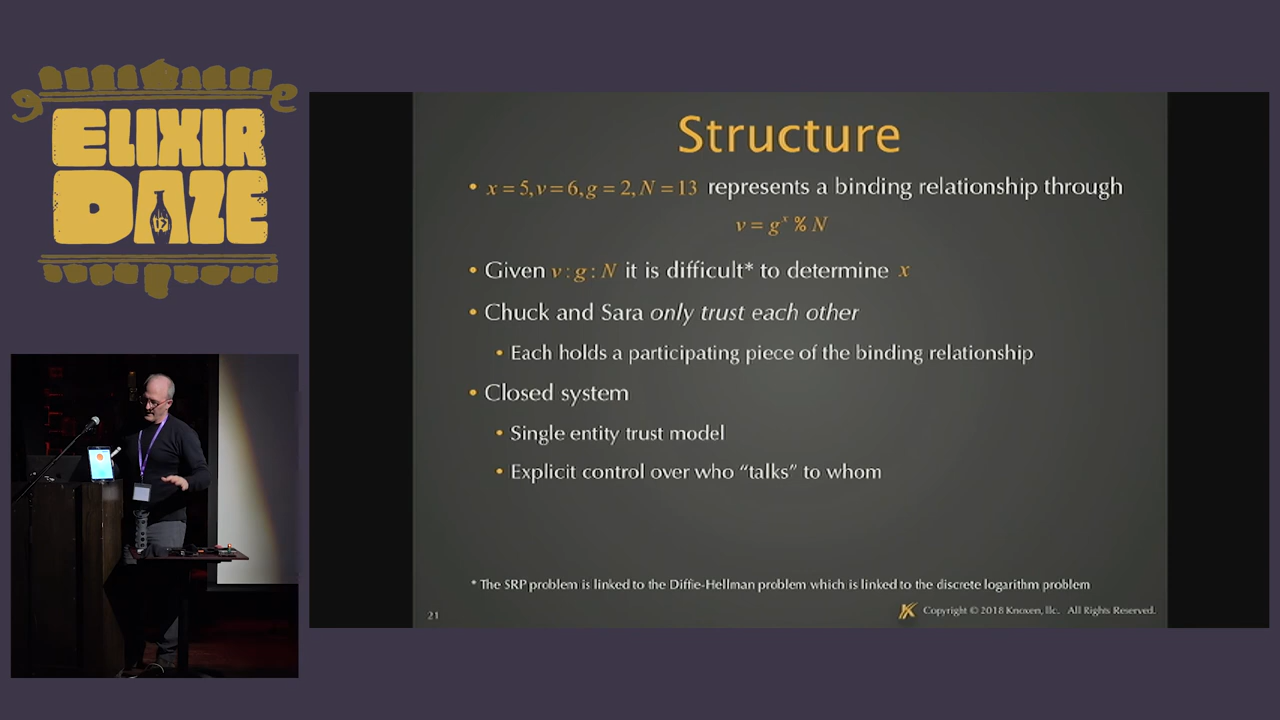 ELIXIR
DAZE
Structure
• x = 5, v = 6, g = 2, N = 13 represents a binding relationship through
v = gˣ % N
• Given v : g : N it is difficult* to determine x
• Chuck and Sara only trust each other
• Each holds a participating piece of the binding relationship
• Closed system
• Single entity trust model
• Explicit control over who “talks” to whom
* The SRP problem is linked to the Diffie-Hellman problem which is linked to the discrete logarithm problem
21
Copyright © 2018 Knoxen, llc. All Rights Reserved.